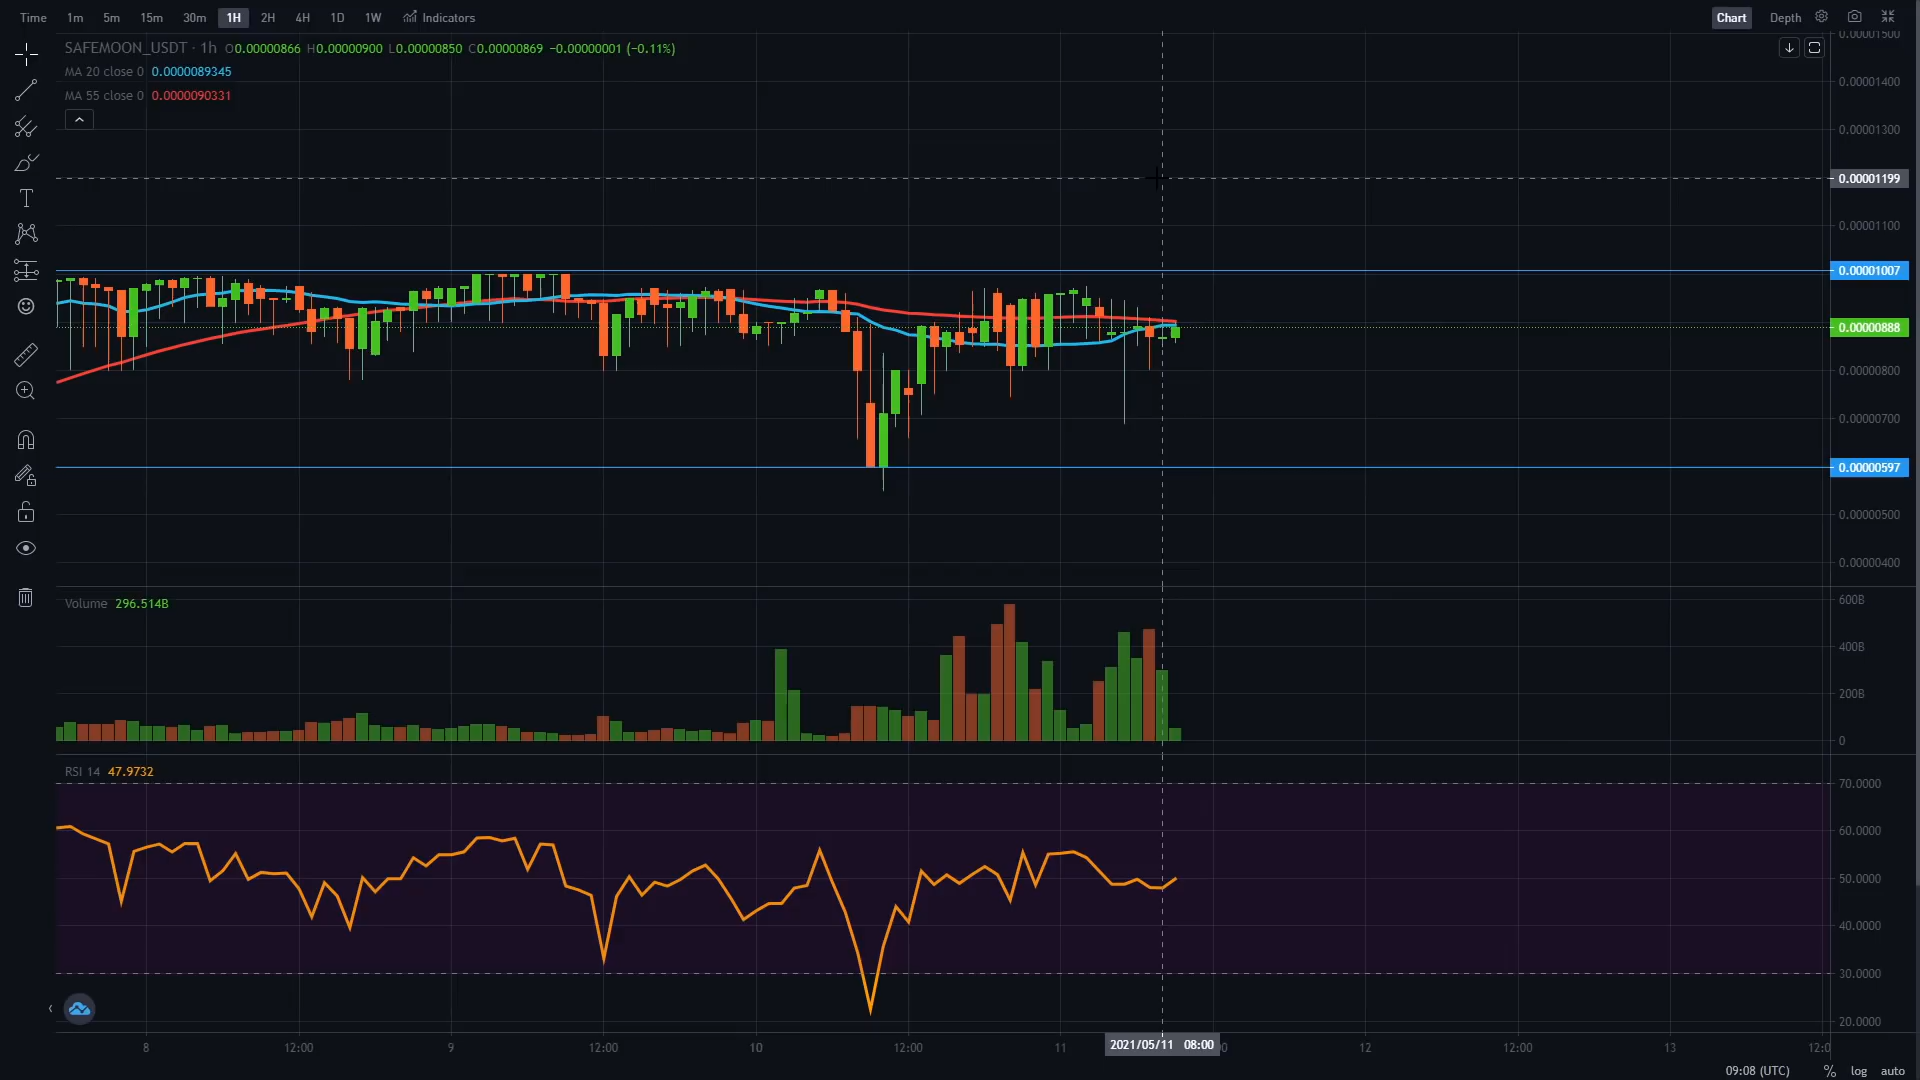 Time 1m 5m 15m 30m 1H 2H 4H 1D 1W Indicators Chart Depth
SAFEMOON_USDT · 1h O0.00000866 H0.00000900 L0.00000850 C0.00000869 −0.00000001 (−0.11%)
MA 20 close 0 0.0000089345
MA 55 close 0 0.0000090331
0.00001500
0.00001400
0.00001300
0.00001199
0.00001100
0.00001007
0.00000888
0.00000800
0.00000700
0.00000597
0.00000500
0.00000400
Volume 296.514B
600B
400B
200B
0
RSI 14 47.9732
70.0000
60.0000
50.0000
40.0000
30.0000
20.0000
8 12:00 9 12:00 10 12:00 11 2021/05/11 08:00 12 12:00 13
09:08 (UTC) % log auto